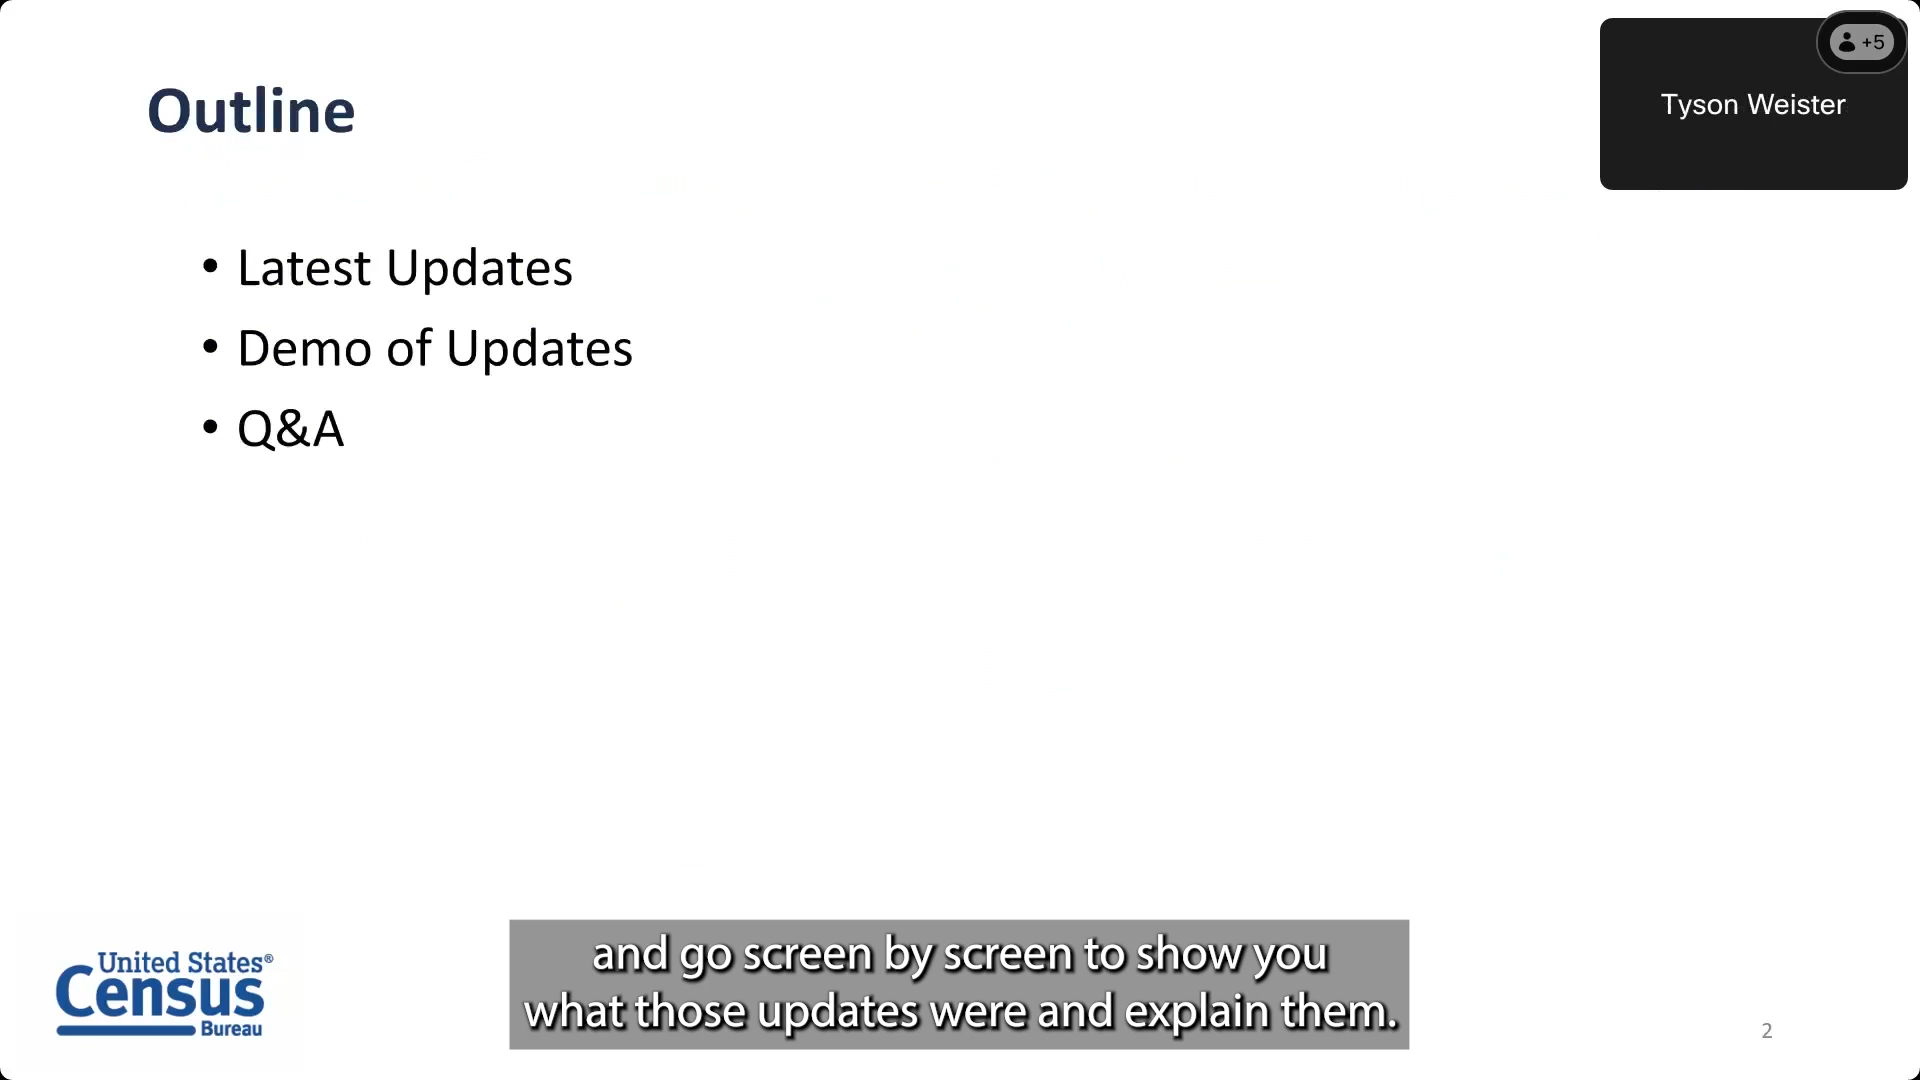 Outline
+5
Tyson Weister
• Latest Updates
• Demo of Updates
• Q&A
United States®
Census
Bureau
and go screen by screen to show you
what those updates were and explain them.
2